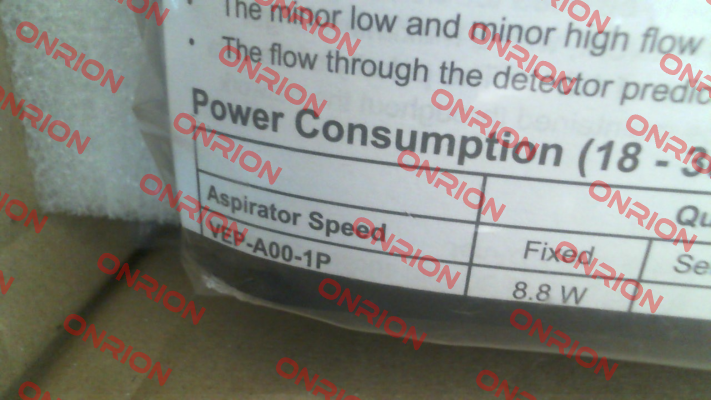 • The minor low and minor high flow
• The flow through the detector
Power Consumption (18 - 3
Aspirator Speed
Fixed
VEP-A00-1P
8.8 W
ONRION